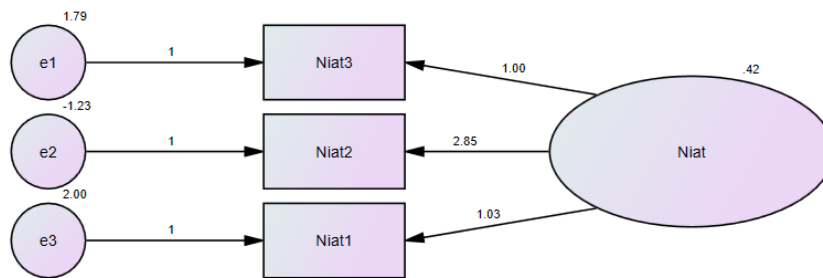 1.79
e1
1
Niat3
1.00
.42
-1.23
e2
1
Niat2
2.85
Niat
2.00
e3
1
Niat1
1.03